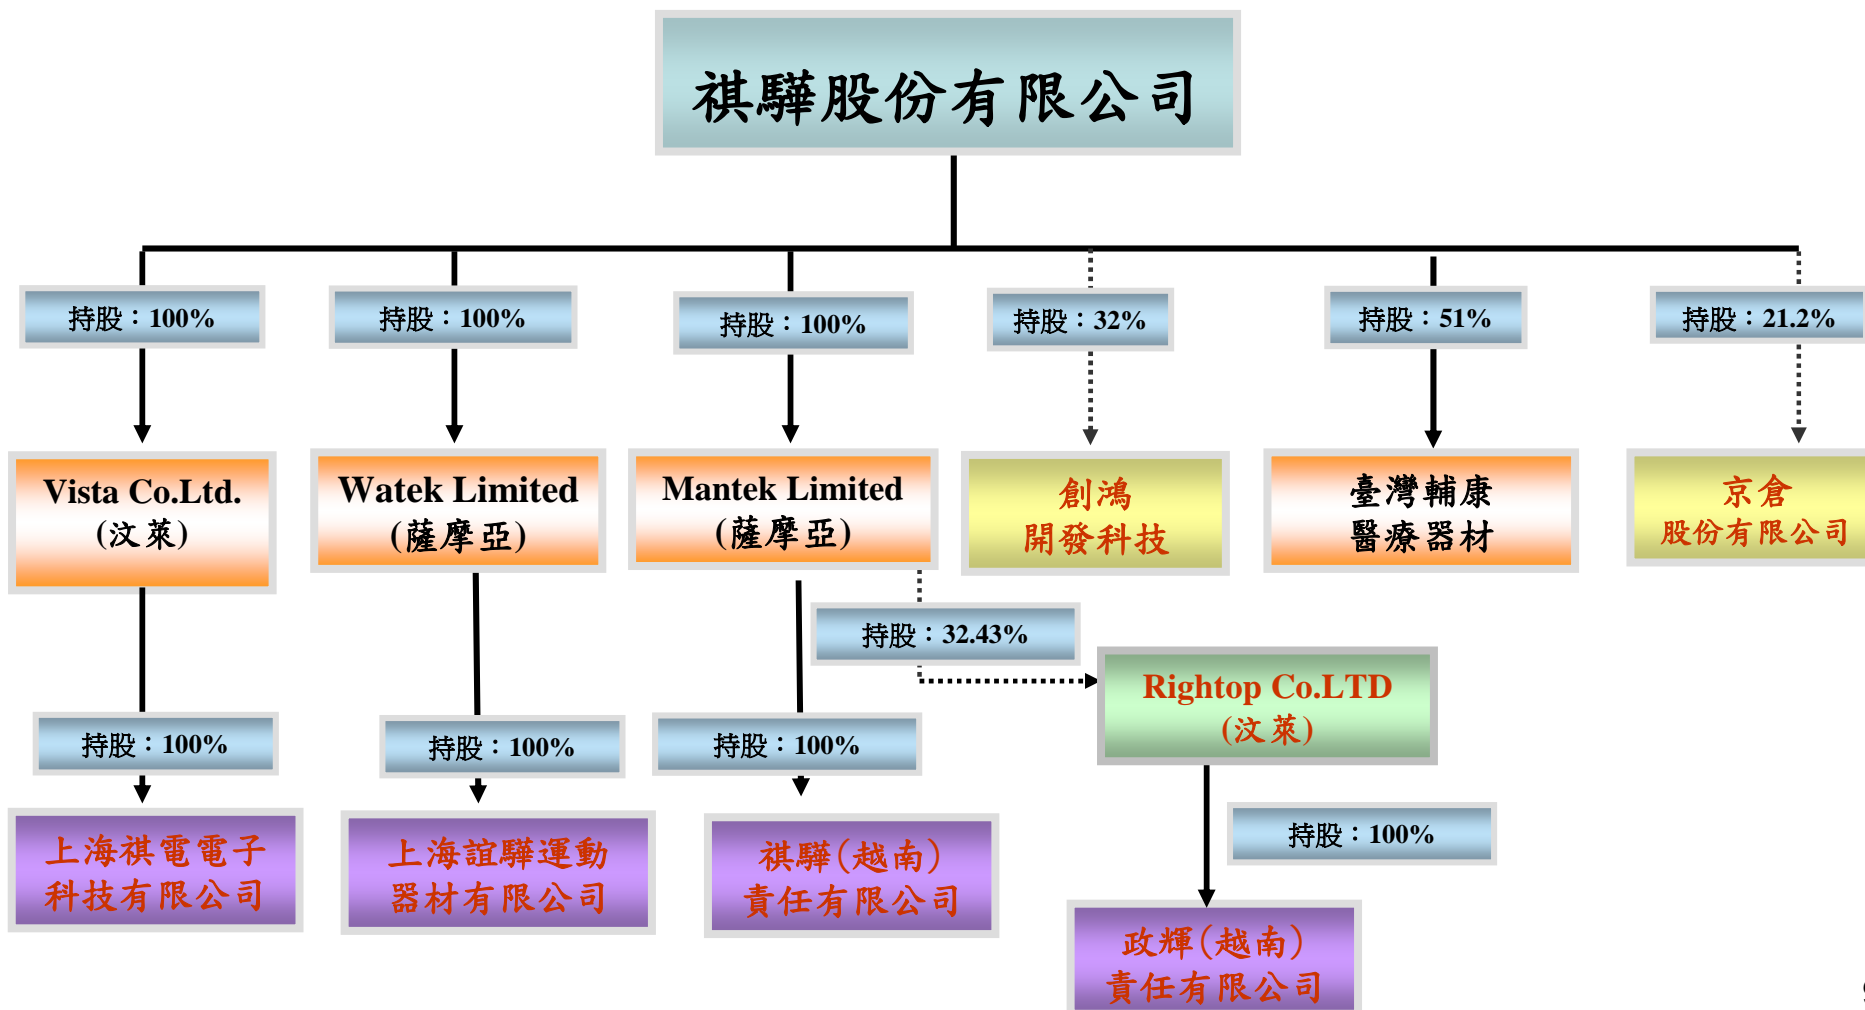 祺驊股份有限公司
持股：100%
持股：100%
持股：100%
持股：32%
持股：51%
持股：21.2%
Vista Co.Ltd.
(汶萊)
Watek Limited
(薩摩亞)
Mantek Limited
(薩摩亞)
創鴻
開發科技
臺灣輔康
醫療器材
京倉
股份有限公司
持股：32.43%
Rightop Co.LTD
(汶萊)
持股：100%
持股：100%
持股：100%
持股：100%
上海祺電電子
科技有限公司
上海誼驊運動
器材有限公司
祺驊(越南)
責任有限公司
政輝(越南)
責任有限公司